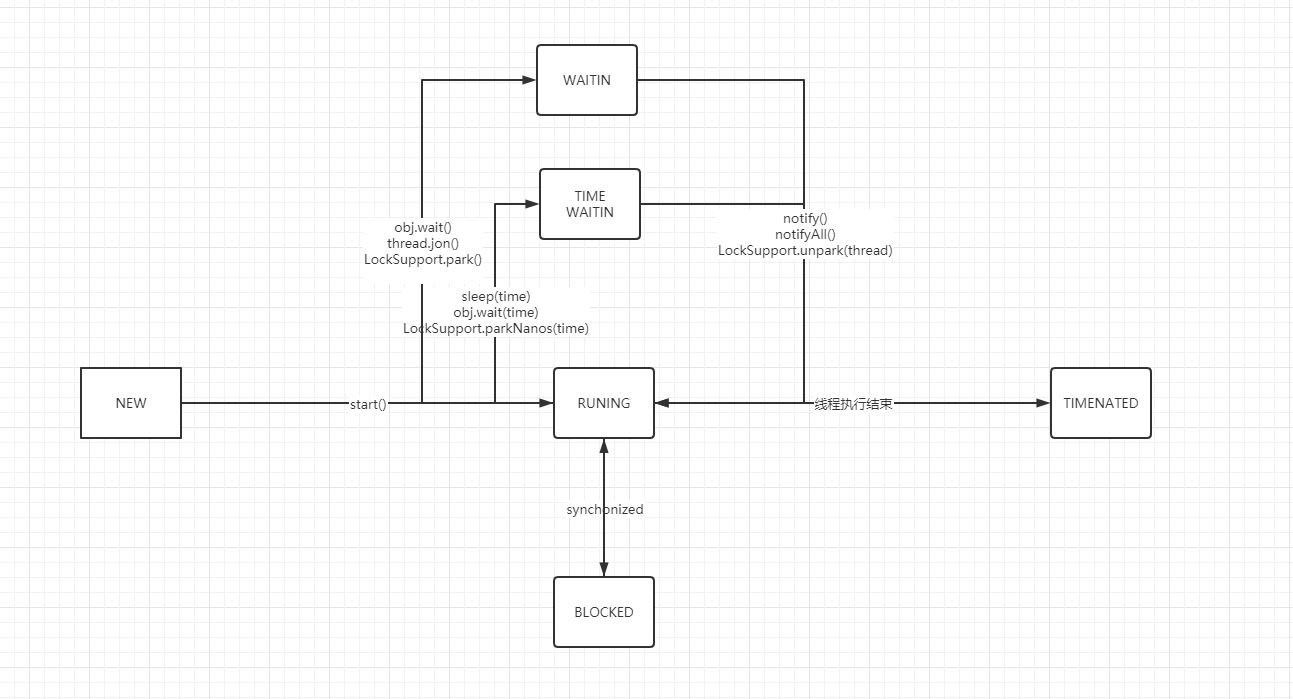 WAITIN
TIME
WAITIN
obj.wait()
thread.jon()
LockSupport.park()
notify()
notifyAll()
LockSupport.unpark(thread)
sleep(time)
obj.wait(time)
LockSupport.parkNanos(time)
NEW
start()
RUNING
线程执行结束
TIMENATED
synchonized
BLOCKED